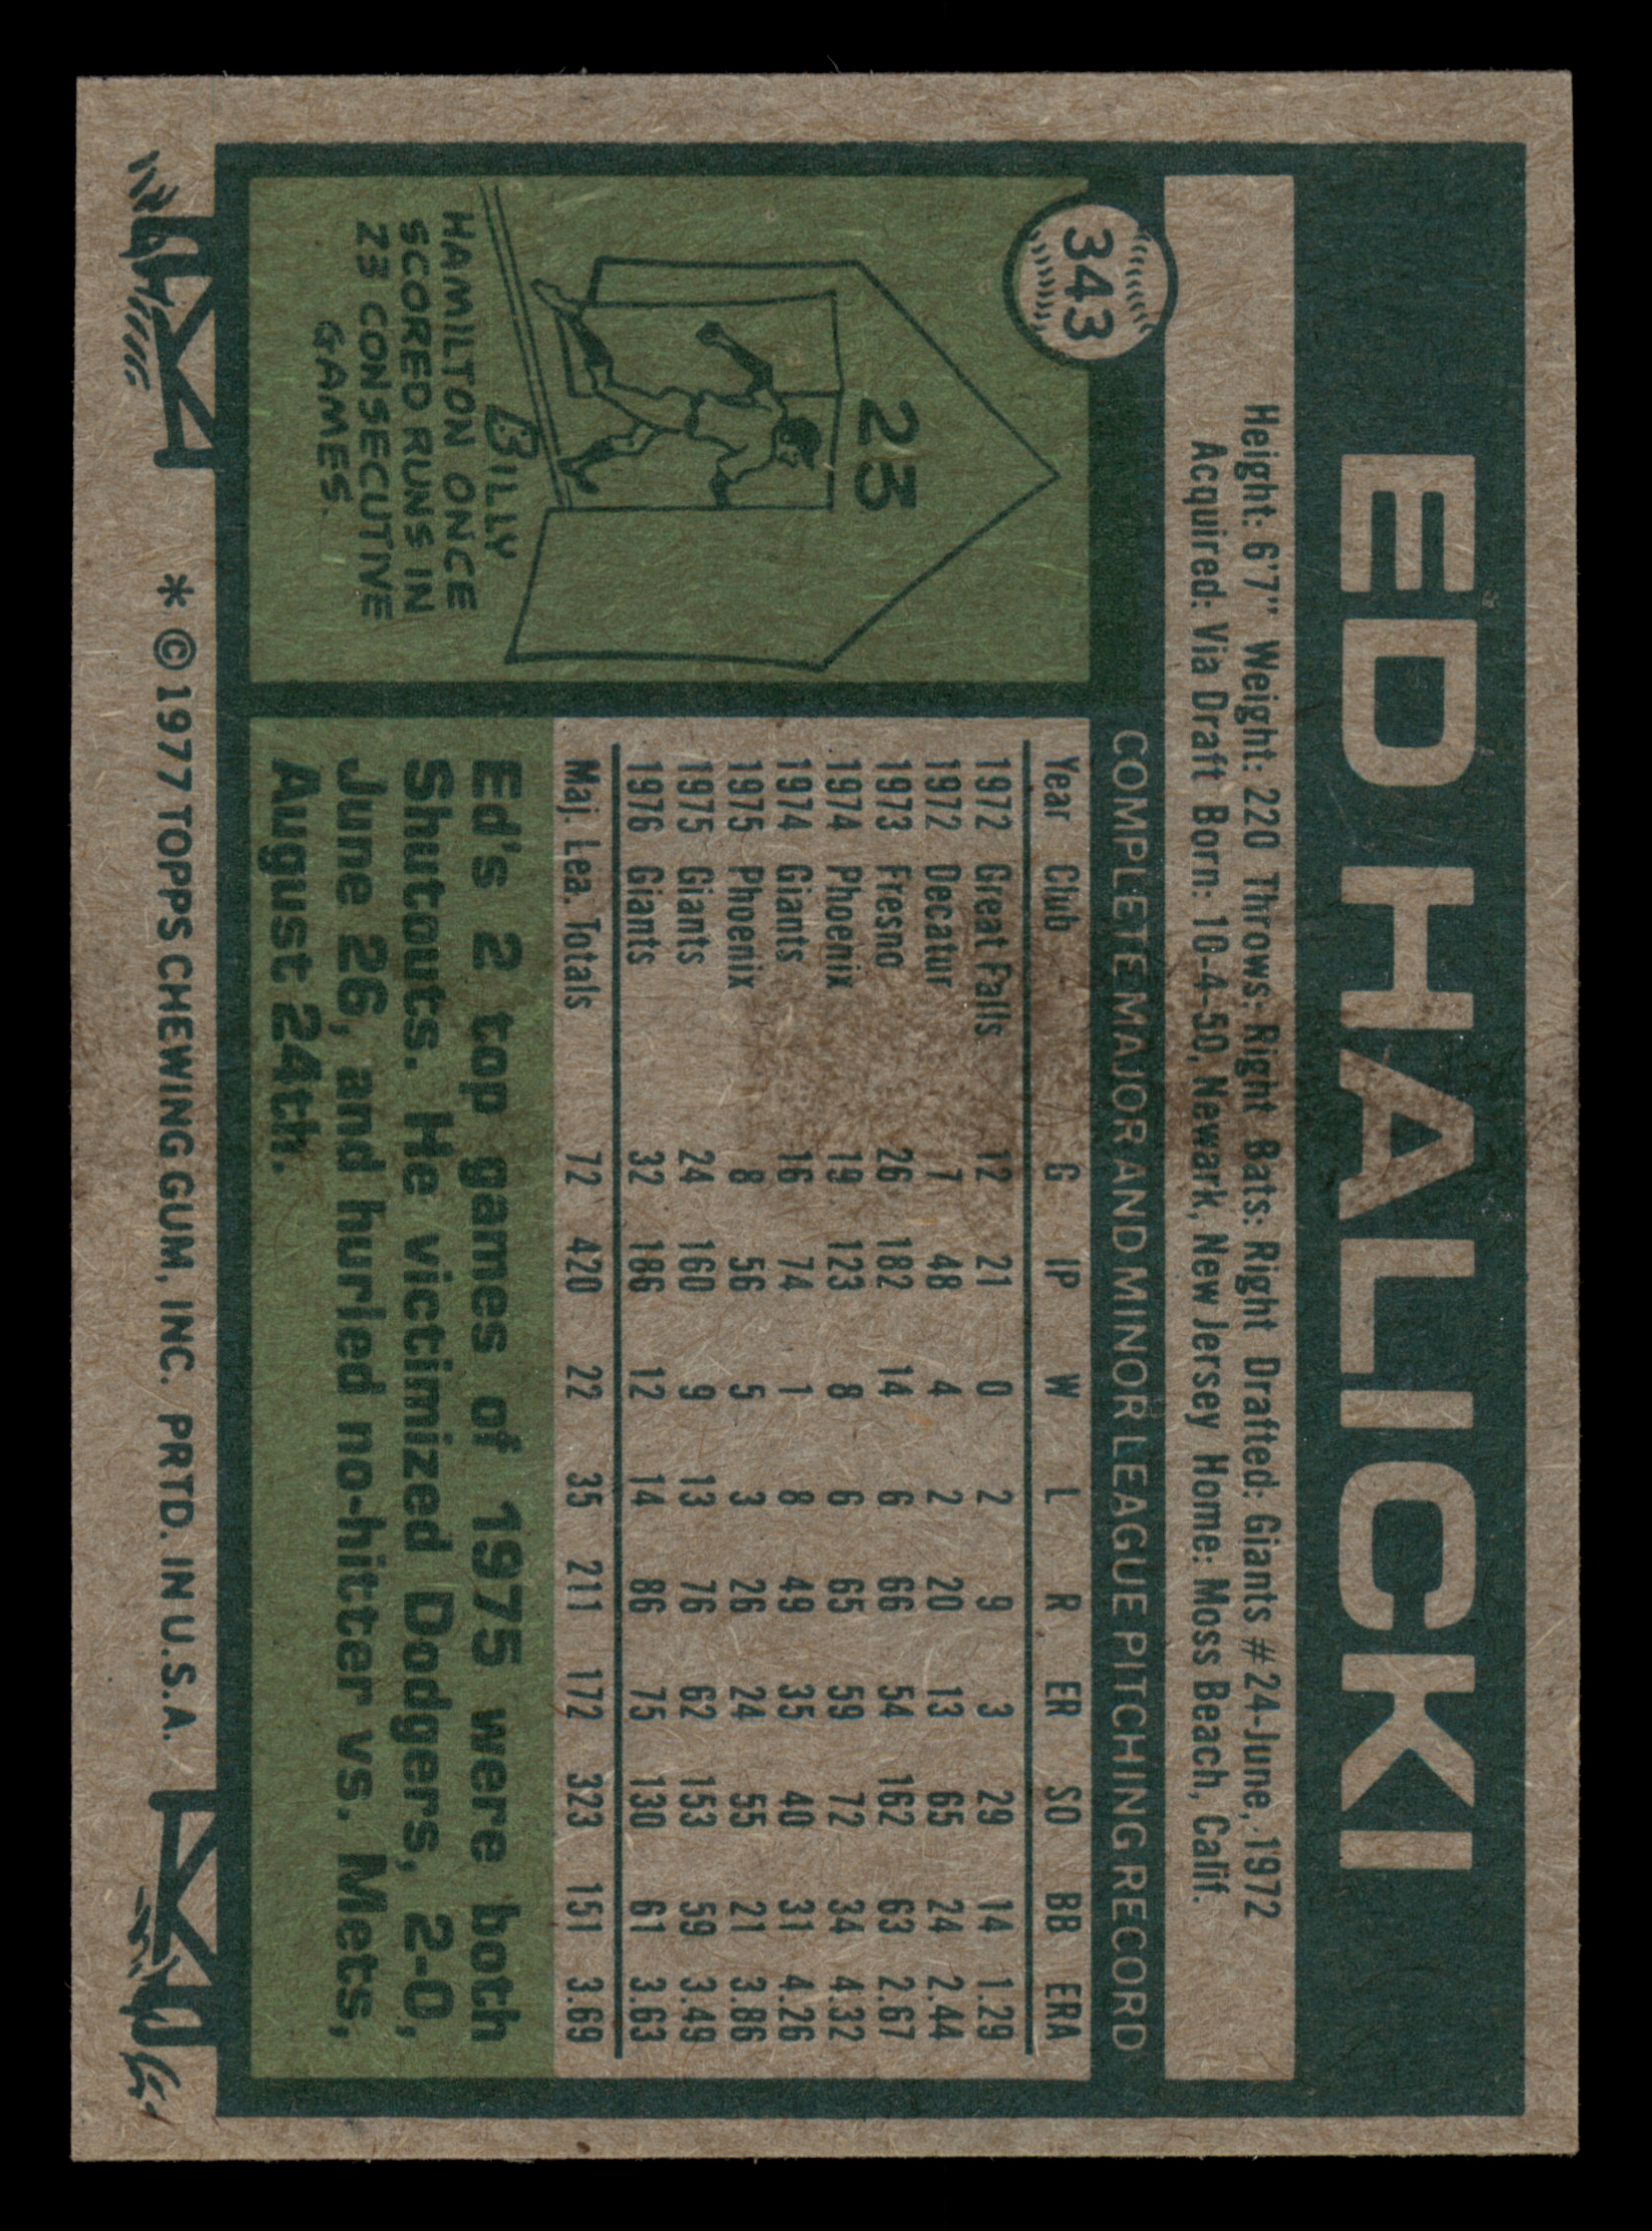 ED HALICKI
Height: 6'7" Weight: 220 Throws: Right Bats: Right Drafted: Giants #24-June, 1972
Acquired: Via Draft Born: 10-4-50, Newark, New Jersey Home: Moss Beach, Calif.
343
23
BILLY
HAMILTON ONCE
SCORED RUNS IN
23 CONSECUTIVE
GAMES.
COMPLETE MAJOR AND MINOR LEAGUE PITCHING RECORD
Year Club G IP W L R ER SO BB ERA
1972 Great Falls 12 21 0 2 9 3 29 14 1.29
1972 Decatur 7 48 4 2 20 13 65 24 2.44
1973 Fresno 26 182 14 6 66 54 162 63 2.67
1974 Phoenix 19 123 8 6 65 59 72 34 4.32
1974 Giants 16 74 1 8 49 35 40 31 4.26
1975 Phoenix 8 56 5 3 26 24 55 21 3.86
1975 Giants 24 160 9 13 76 62 153 59 3.49
1976 Giants 32 186 12 14 86 75 130 61 3.63
Maj. Lea. Totals 72 420 22 35 211 172 323 151 3.69
Ed's 2 top games of 1975 were both
Shutouts. He victimized Dodgers, 2-0,
June 26, and hurled no-hitter vs. Mets,
August 24th.
* © 1977 TOPPS CHEWING GUM, INC. PRTD. IN U.S.A.